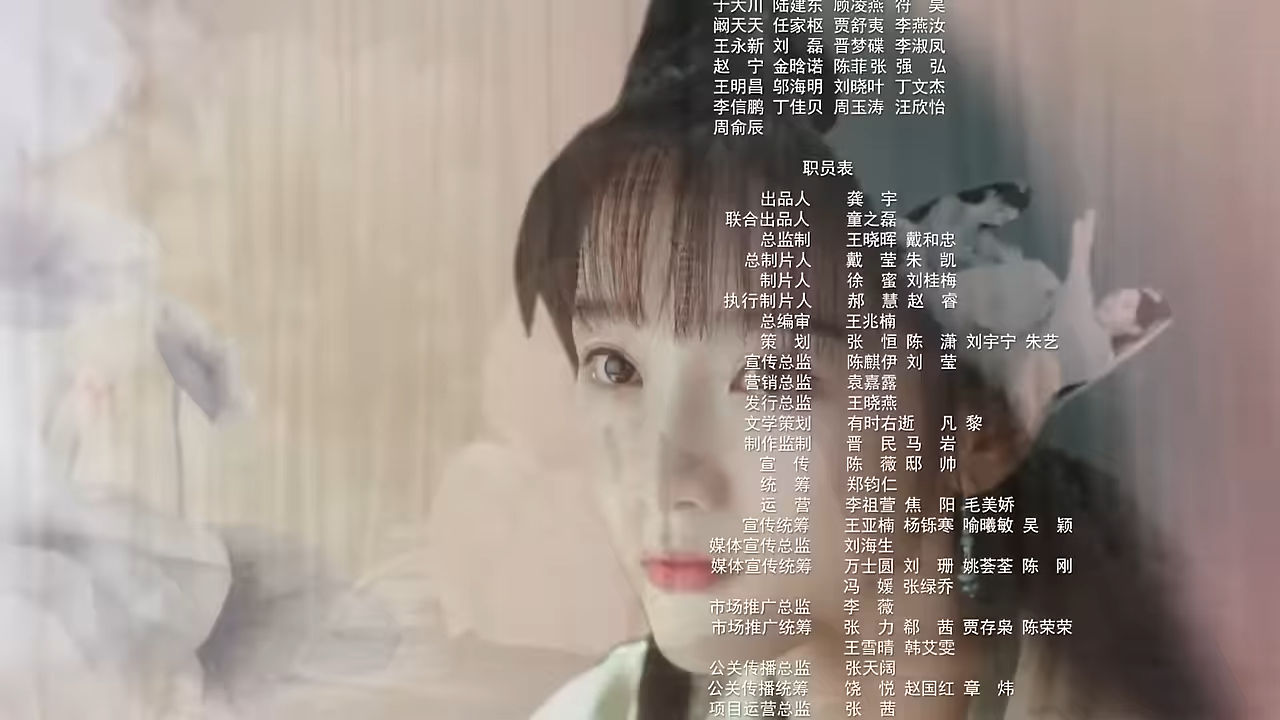 于天川 陆建东 顾凌燕 符 昊
阚天天 任家枢 贾舒夷 李燕汝
王永新 刘 磊 晋梦碟 李淑凤
赵 宁 金晗诺 陈菲张 强 弘
王明昌 邬海明 刘晓叶 丁文杰
李信鹏 丁佳贝 周玉涛 汪欣怡
周俞辰
职员表
出品人 龚 宇
联合出品人 童之磊
总监制 王晓晖 戴和忠
总制片人 戴 莹 朱 凯
制片人 徐 蜜 刘桂梅
执行制片人 郝 慧 赵 睿
总编审 王兆楠
策 划 张 恒 陈 潇 刘宇宁 朱艺
宣传总监 陈麒伊 刘 莹
营销总监 袁嘉露
发行总监 王晓燕
文学策划 有时右逝 凡 黎
制作监制 晋 民 马 岩
宣 传 陈 薇 邸 帅
统 筹 郑钧仁
运 营 李祖萱 焦 阳 毛美娇
宣传统筹 王亚楠 杨铄寒 喻曦敏 吴 颖
媒体宣传总监 刘海生
媒体宣传统筹 万士圆 刘 珊 姚荟荃 陈 刚
冯 媛 张绿乔
市场推广总监 李 薇
市场推广统筹 张 力 郗 茜 贾存枭 陈荣荣
王雪晴 韩艾雯
公关传播总监 张天阔
公关传播统筹 饶 悦 赵国红 章 炜
项目运营总监 张 茜